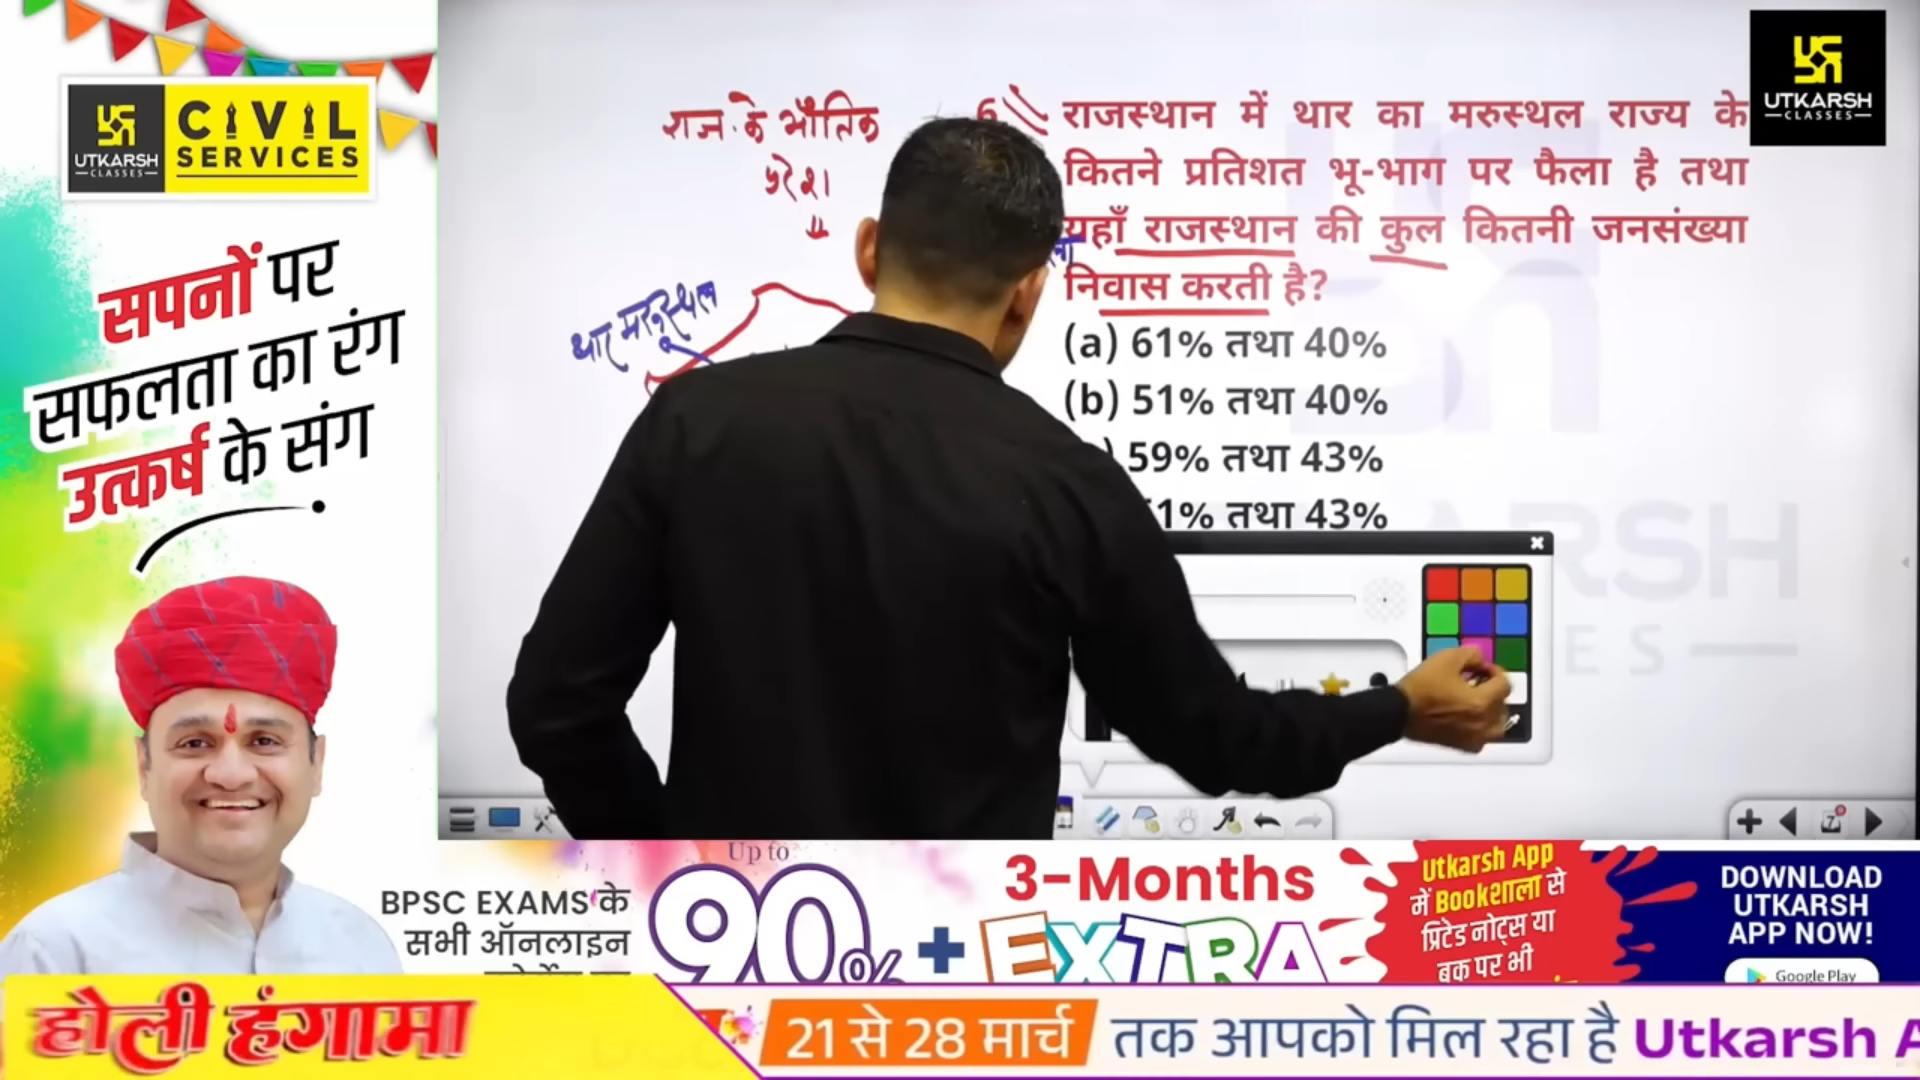 UTKARSH
CLASSES
CIVIL
SERVICES
सपनों पर
सफलता का रंग
उत्कर्ष के संग
राज. के भौतिक
प्रदेश
थार मरुस्थल
राजस्थान में थार का मरुस्थल राज्य के
कितने प्रतिशत भू-भाग पर फैला है तथा
यहाँ राजस्थान की कुल कितनी जनसंख्या
निवास करती है?
(a) 61% तथा 40%
(b) 51% तथा 40%
) 59% तथा 43%
1% तथा 43%
UTKARSH
CLASSES
BPSC EXAMS के
सभी ऑनलाइन
Up to
90%
+
3-Months
EXTRA
Utkarsh App
में Bookशाला से
प्रिंटेड नोट्स या
बुक पर भी
DOWNLOAD
UTKARSH
APP NOW!
Google Play
होली हंगामा
21 से 28 मार्च तक आपको मिल रहा है Utkarsh A